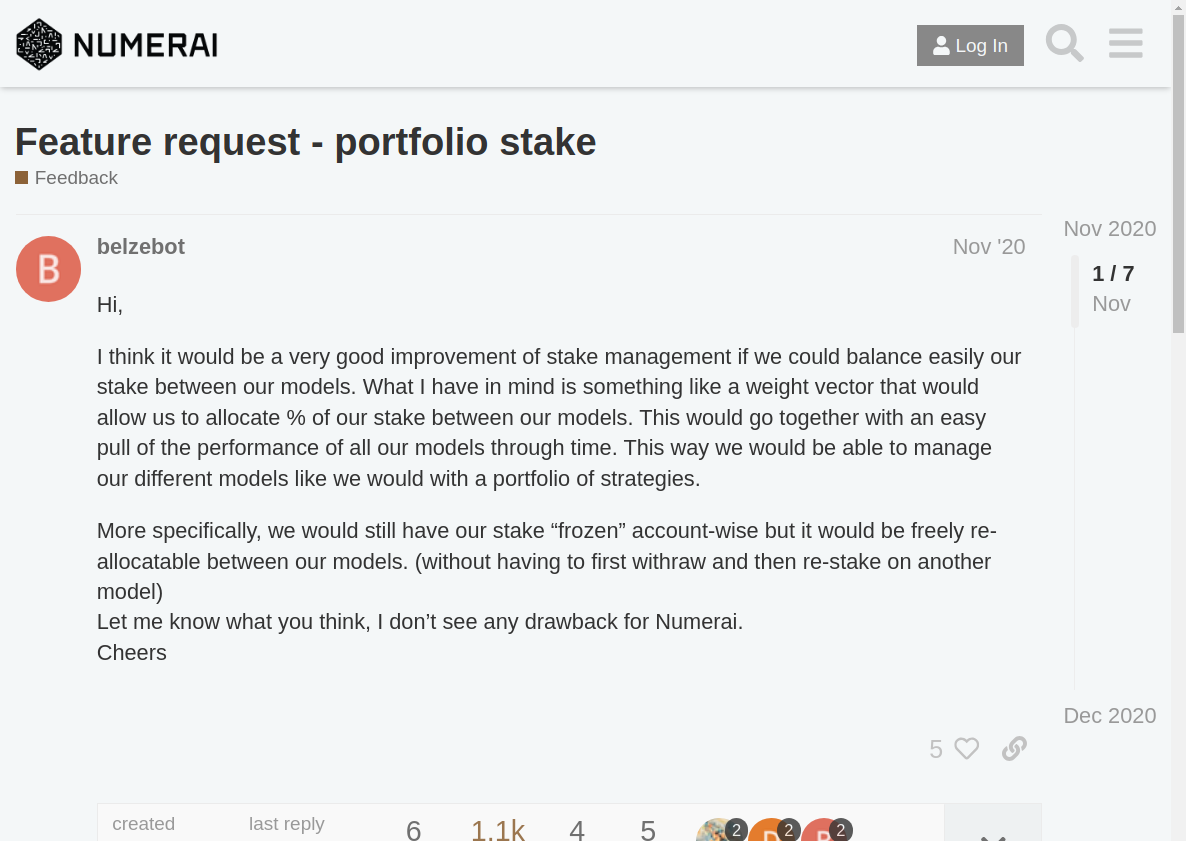 NUMERAI
Log In
Feature request - portfolio stake
Feedback
belzebot
Nov '20
Nov 2020
1 / 7
Nov
Hi,
I think it would be a very good improvement of stake management if we could balance easily our
stake between our models. What I have in mind is something like a weight vector that would
allow us to allocate % of our stake between our models. This would go together with an easy
pull of the performance of all our models through time. This way we would be able to manage
our different models like we would with a portfolio of strategies.
More specifically, we would still have our stake “frozen” account-wise but it would be freely re-
allocatable between our models. (without having to first withraw and then re-stake on another
model)
Let me know what you think, I don’t see any drawback for Numerai.
Cheers
Dec 2020
5
created
last reply
6
1.1k
4
5
2
2
2
B